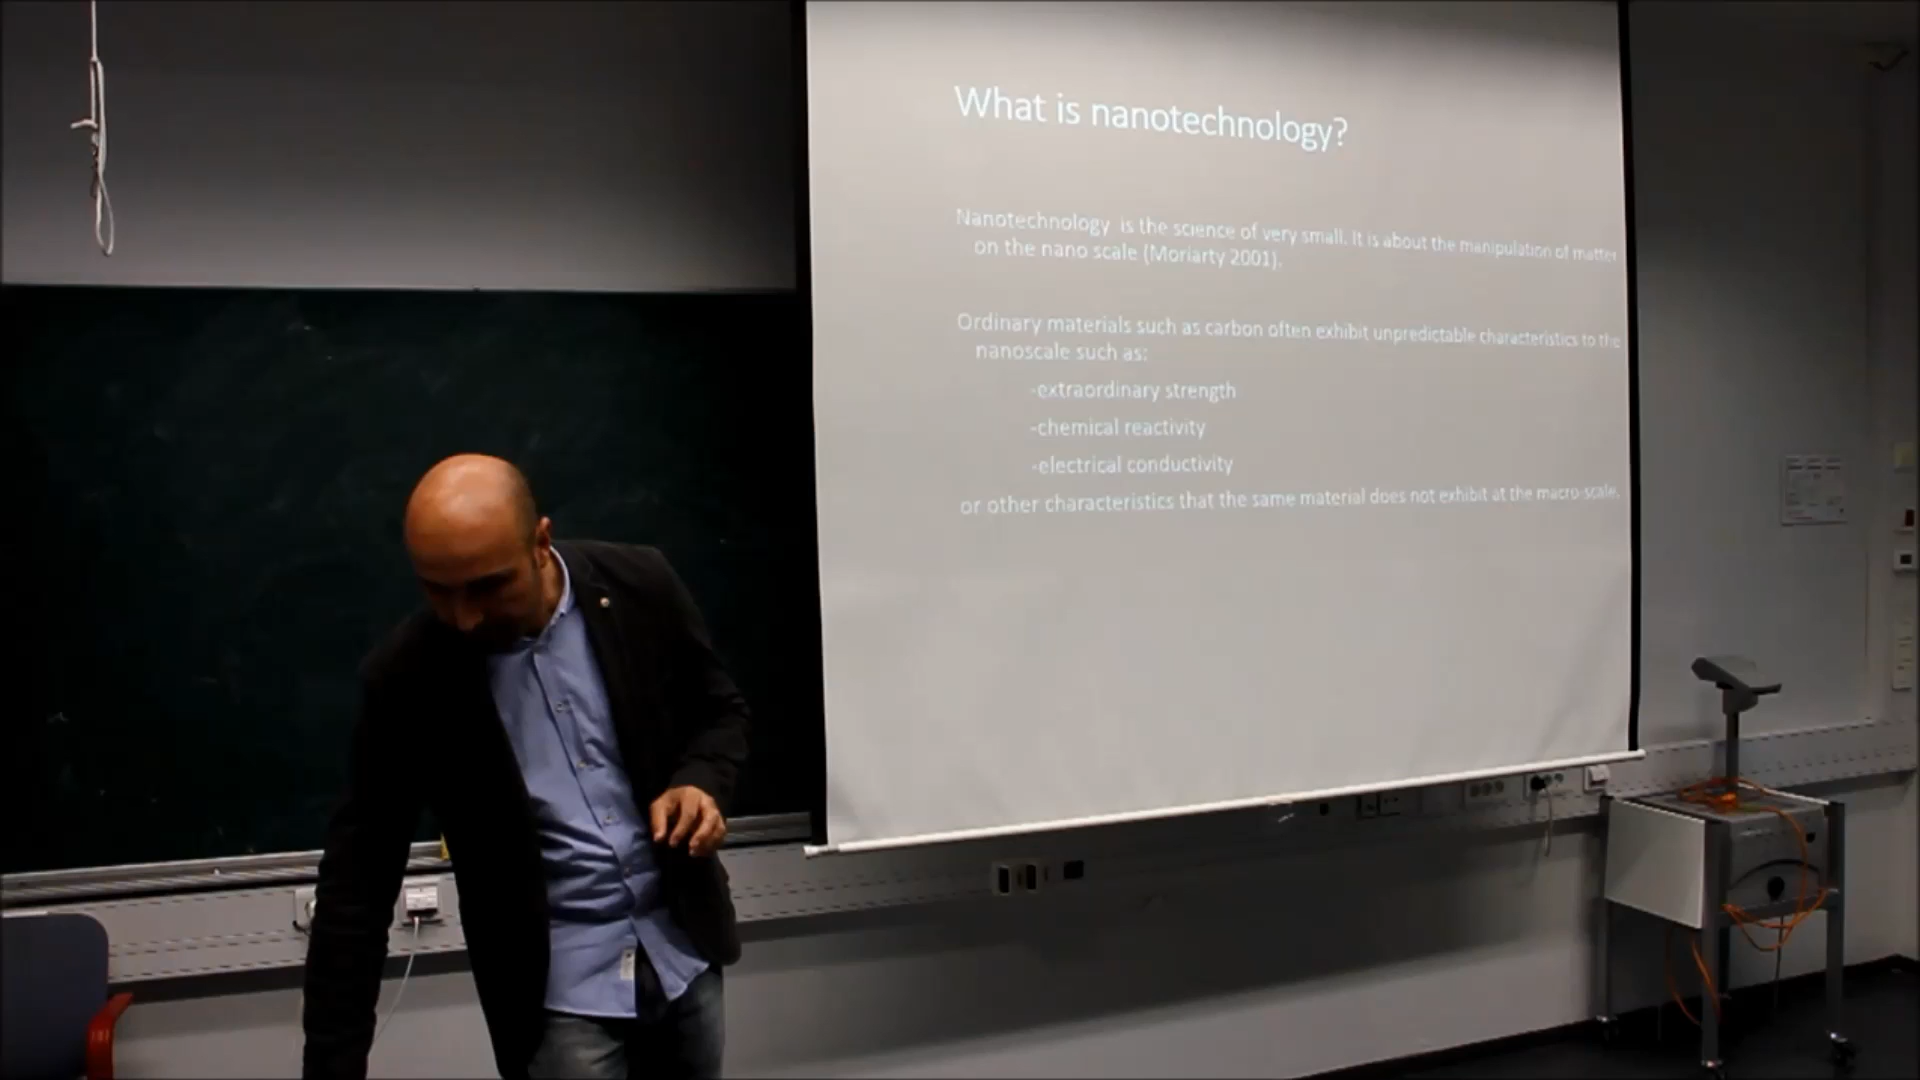 What is nanotechnology?
Nanotechnology is the science of very small. It is about the manipulation of matter
on the nano scale (Moriarty 2001).
Ordinary materials such as carbon often exhibit unpredictable characteristics to the
nanoscale such as:
-extraordinary strength
-chemical reactivity
-electrical conductivity
or other characteristics that the same material does not exhibit at the macro-scale.